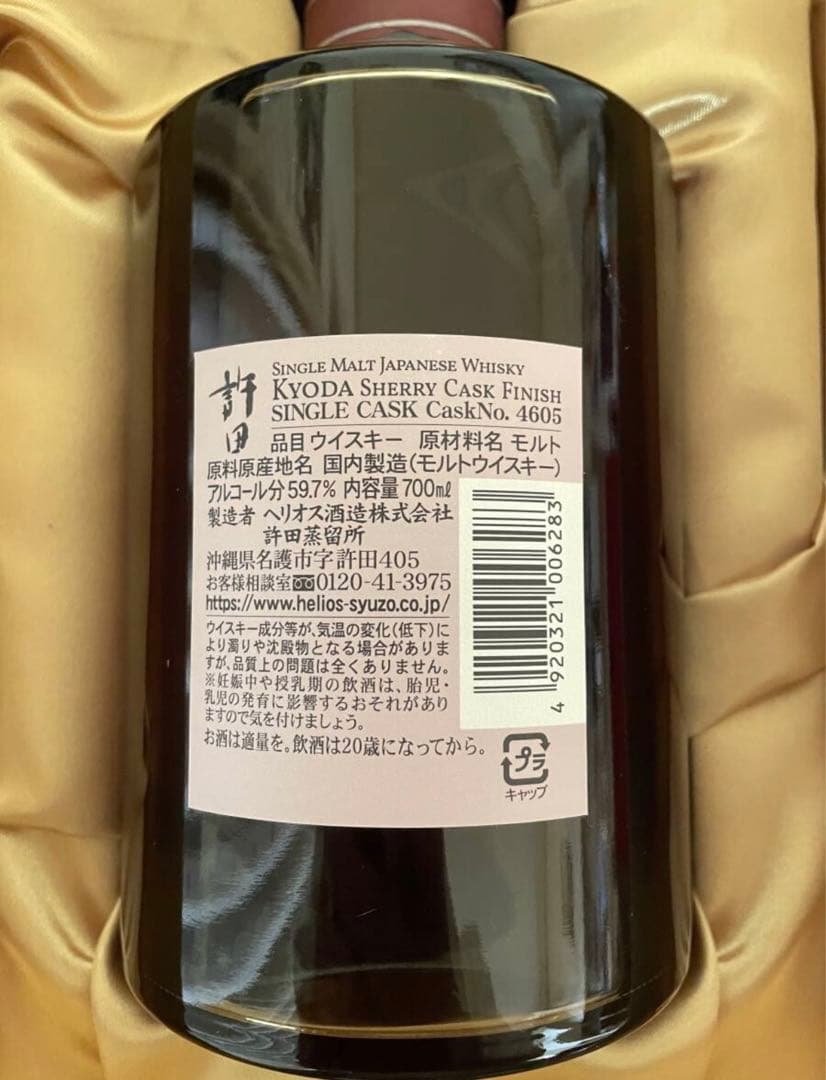 許田
SINGLE MALT JAPANESE WHISKY
KYODA SHERRY CASK FINISH
SINGLE CASK CaskNo. 4605
品目 ウイスキー 原材料名 モルト
原料原産地名 国内製造(モルトウイスキー)
アルコール分 59.7% 内容量 700㎖
製造者 ヘリオス酒造株式会社
許田蒸留所
沖縄県名護市字許田405
お客様相談室 0120-41-3975
https://www.helios-syuzo.co.jp/
ウイスキー成分等が、気温の変化(低下)に
より濁りや沈殿物となる場合がありま
すが、品質上の問題は全くありません。
※妊娠中や授乳期の飲酒は、胎児・
乳児の発育に影響するおそれがあり
ますので気を付けましょう。
お酒は適量を。飲酒は20歳になってから。
4 920321 006283
プラ
キャップ